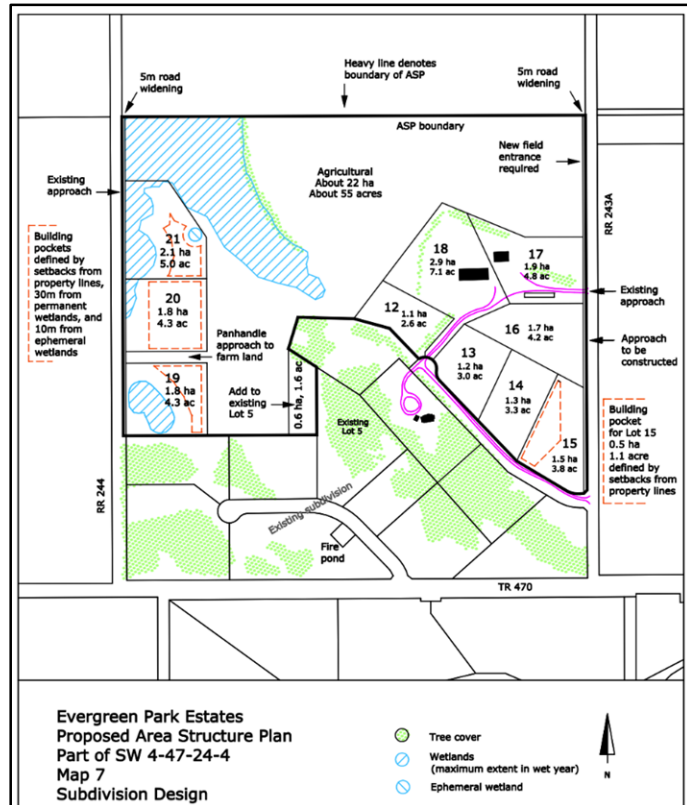 Heavy line denotes
boundary of ASP
5m road
widening
5m road
widening
ASP boundary
Agricultural
About 22 ha
About 55 acres
New field
entrance
required
Existing
approach
RR 243A
Building
pockets
defined by
setbacks from
property lines,
30m from
permanent
wetlands, and
10m from
ephemeral
wetlands
21
2.1 ha
5.0 ac
20
1.8 ha
4.3 ac
18
2.9 ha
7.1 ac
17
1.9 ha
4.8 ac
Existing
approach
12
1.1 ha
2.6 ac
16
1.7 ha
4.2 ac
Approach
to be
constructed
Panhandle
approach to
farm land
13
1.2 ha
3.0 ac
14
1.3 ha
3.3 ac
19
1.8 ha
4.3 ac
Add to
existing
Lot 5
0.6 ha, 1.6 ac
Existing
Lot 5
15
1.5 ha
3.8 ac
Building
pocket
for Lot 15
0.5 ha
1.1 acre
defined by
setbacks from
property lines
RR 244
Existing subdivision
Fire
pond
TR 470
Evergreen Park Estates
Proposed Area Structure Plan
Part of SW 4-47-24-4
Map 7
Subdivision Design
Tree cover
Wetlands
(maximum extent in wet year)
Ephemeral wetland
N